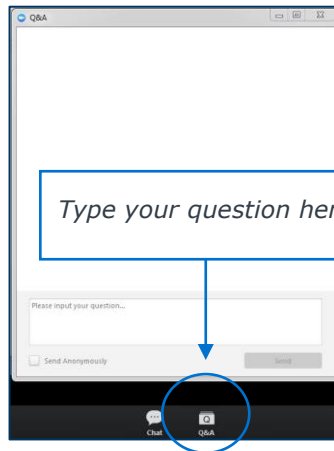 Q&A
Type your question her
Please input your question...
Send Anonymously
Send
Chat
Q
Q&A